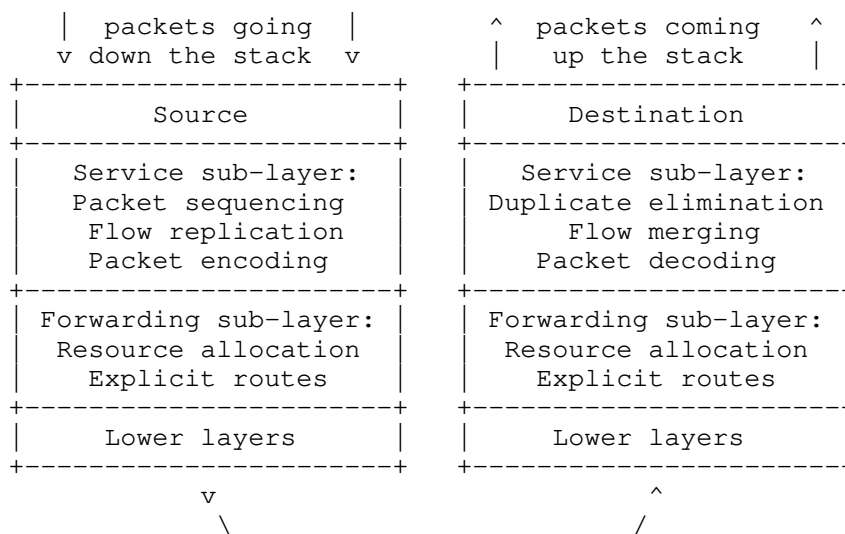 |  packets going  |       ^  packets coming   ^
v down the stack  v       |   up the stack    |
+-----------------------+   +-----------------------+
|        Source         |   |      Destination
+-----------------------+   +-----------------------+
|   Service sub-layer:  |   |   Service sub-layer:
|   Packet sequencing   |   | Duplicate elimination
|    Flow replication   |   |      Flow merging
|    Packet encoding    |   |    Packet decoding
+-----------------------+   +-----------------------+
| Forwarding sub-layer: |   | Forwarding sub-layer:
|  Resource allocation  |   |  Resource allocation
|    Explicit routes    |   |    Explicit routes
+-----------------------+   +-----------------------+
|     Lower layers      |   |     Lower layers
+-----------------------+   +-----------------------+
v                           ^
\                         /